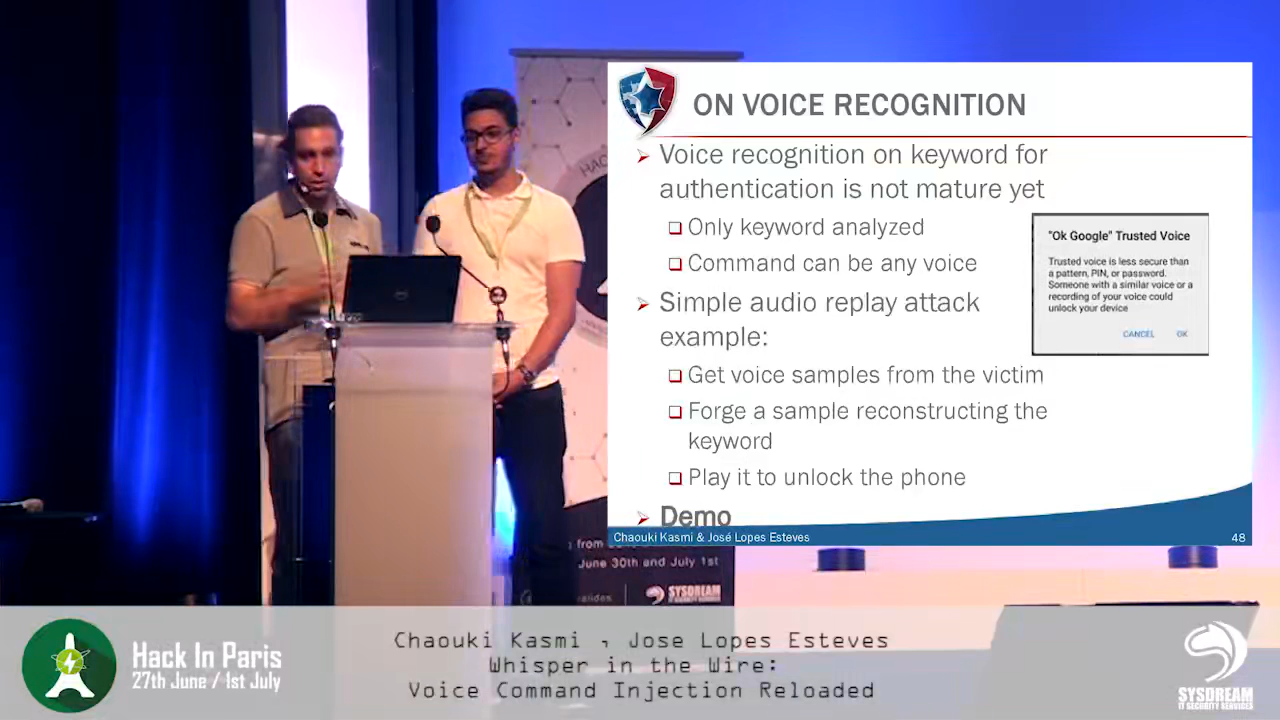 ON VOICE RECOGNITION
Voice recognition on keyword for
authentication is not mature yet
Only keyword analyzed
Command can be any voice
Simple audio replay attack
example:
Get voice samples from the victim
Forge a sample reconstructing the
keyword
Play it to unlock the phone
Demo
"Ok Google" Trusted Voice
Trusted voice is less secure than
a pattern, PIN, or password.
Someone with a similar voice or a
recording of your voice could
unlock your device
CANCEL OK
Chaouki Kasmi & José Lopes Esteves 48
from
June 30th and July 1st
SYSDREAM
IT SECURITY SERVICES
Hack In Paris
27th June / 1st July
Chaouki Kasmi , Jose Lopes Esteves
Whisper in the Wire:
Voice Command Injection Reloaded
SYSDREAM
IT SECURITY SERVICES